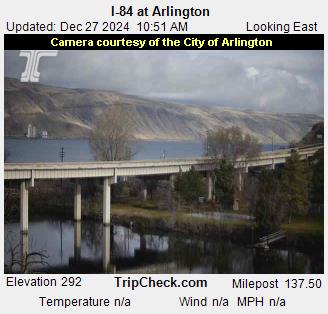 I-84 at Arlington
Updated: Dec 27 2024 10:51 AM Looking East
Camera courtesy of the City of Arlington
Elevation 292 TripCheck.com Milepost 137.50
Temperature n/a Wind n/a MPH n/a